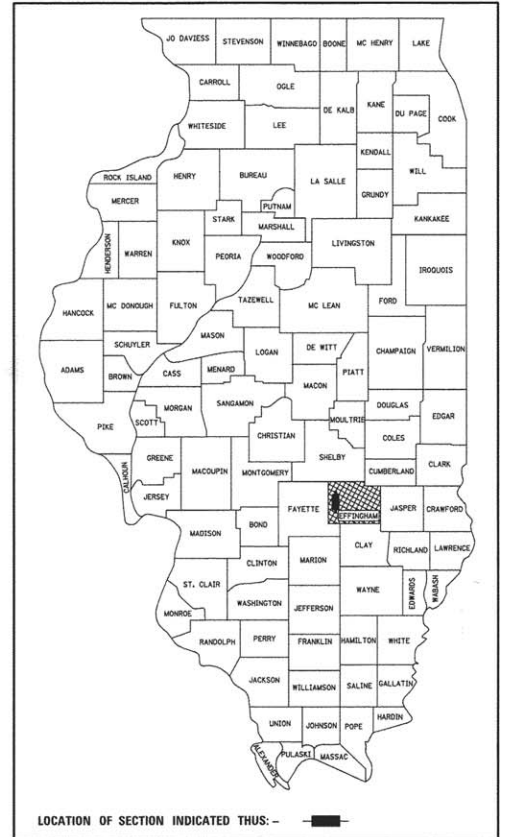 JO DAVIESS STEVENSON WINNEBAGO BOONE MC HENRY LAKE
CARROLL OGLE DE KALB KANE DU PAGE COOK
WHITESIDE LEE
KENDALL WILL
ROCK ISLAND HENRY BUREAU LA SALLE GRUNDY
MERCER PUTNAM
STARK MARSHALL KANKAKEE
HENDERSON WARREN KNOX PEORIA WOODFORD LIVINGSTON
IROQUOIS
HANCOCK MC DONOUGH FULTON TAZEWELL MC LEAN FORD
MASON
SCHUYLER LOGAN DE WITT CHAMPAIGN VERMILION
ADAMS BROWN CASS MENARD MACON PIATT
MORGAN SANGAMON MOULTRIE DOUGLAS EDGAR
PIKE SCOTT CHRISTIAN COLES
GREENE MACOUPIN MONTGOMERY SHELBY CUMBERLAND CLARK
CALHOUN JERSEY FAYETTE EFFINGHAM JASPER CRAWFORD
MADISON BOND CLAY RICHLAND LAWRENCE
CLINTON MARION
ST. CLAIR WAYNE EDWARDS WABASH
MONROE WASHINGTON JEFFERSON
RANDOLPH PERRY FRANKLIN HAMILTON WHITE
JACKSON WILLIAMSON SALINE GALLATIN
UNION JOHNSON POPE HARDIN
ALEXANDER PULASKI MASSAC
LOCATION OF SECTION INDICATED THUS: –